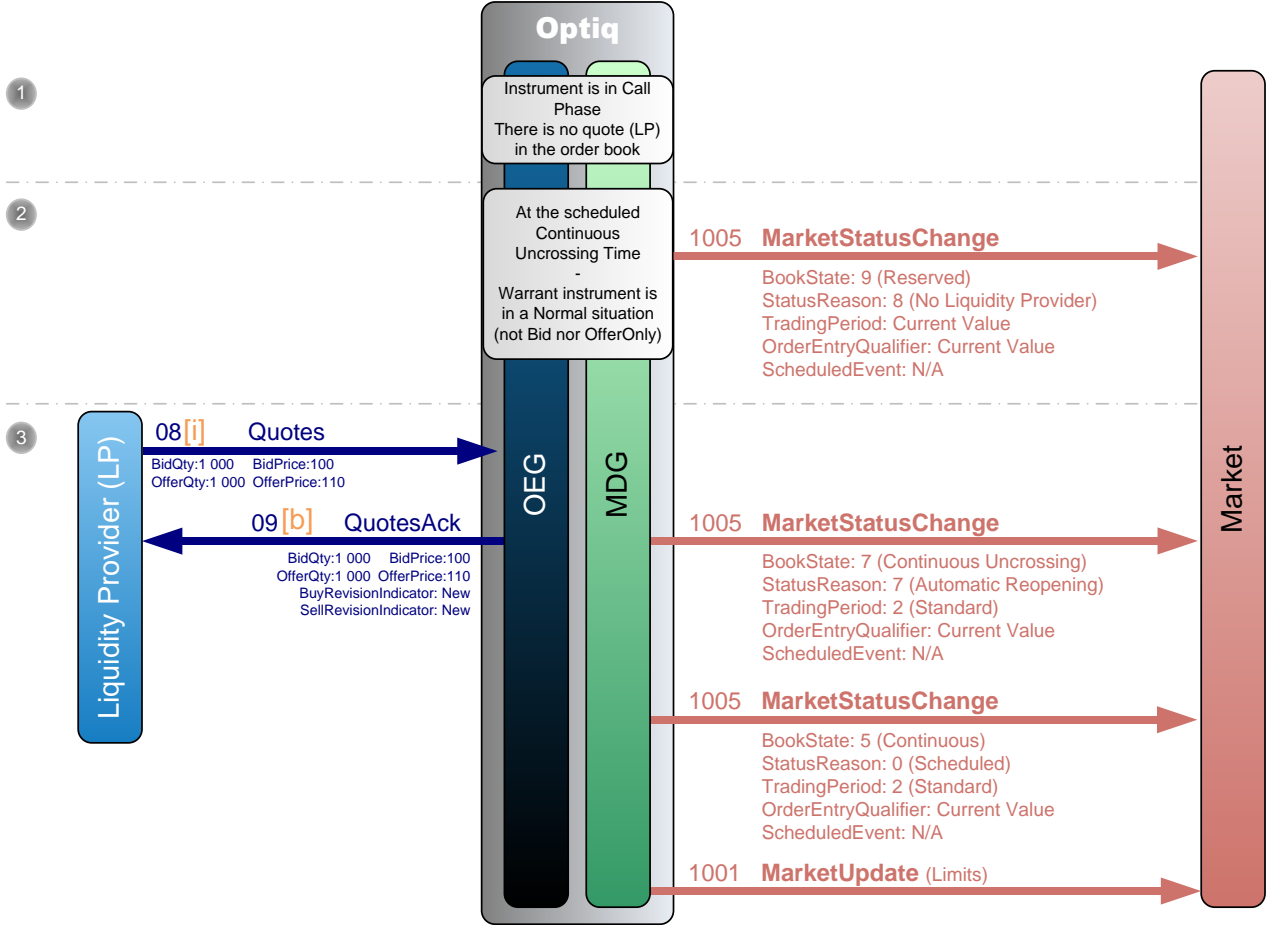 Optiq
1
Instrument is in Call
Phase
There is no quote (LP)
in the order book
2
At the scheduled
Continuous
Uncrossing Time
-
Warrant instrument is
in a Normal situation
(not Bid nor OfferOnly)
1005 MarketStatusChange
BookState: 9 (Reserved)
StatusReason: 8 (No Liquidity Provider)
TradingPeriod: Current Value
OrderEntryQualifier: Current Value
ScheduledEvent: N/A
3
Liquidity Provider (LP)
08[i] Quotes
BidQty:1 000 BidPrice:100
OfferQty:1 000 OfferPrice:110
09[b] QuotesAck
BidQty:1 000 BidPrice:100
OfferQty:1 000 OfferPrice:110
BuyRevisionIndicator: New
SellRevisionIndicator: New
OEG
MDG
1005 MarketStatusChange
BookState: 7 (Continuous Uncrossing)
StatusReason: 7 (Automatic Reopening)
TradingPeriod: 2 (Standard)
OrderEntryQualifier: Current Value
ScheduledEvent: N/A
1005 MarketStatusChange
BookState: 5 (Continuous)
StatusReason: 0 (Scheduled)
TradingPeriod: 2 (Standard)
OrderEntryQualifier: Current Value
ScheduledEvent: N/A
1001 MarketUpdate (Limits)
Market